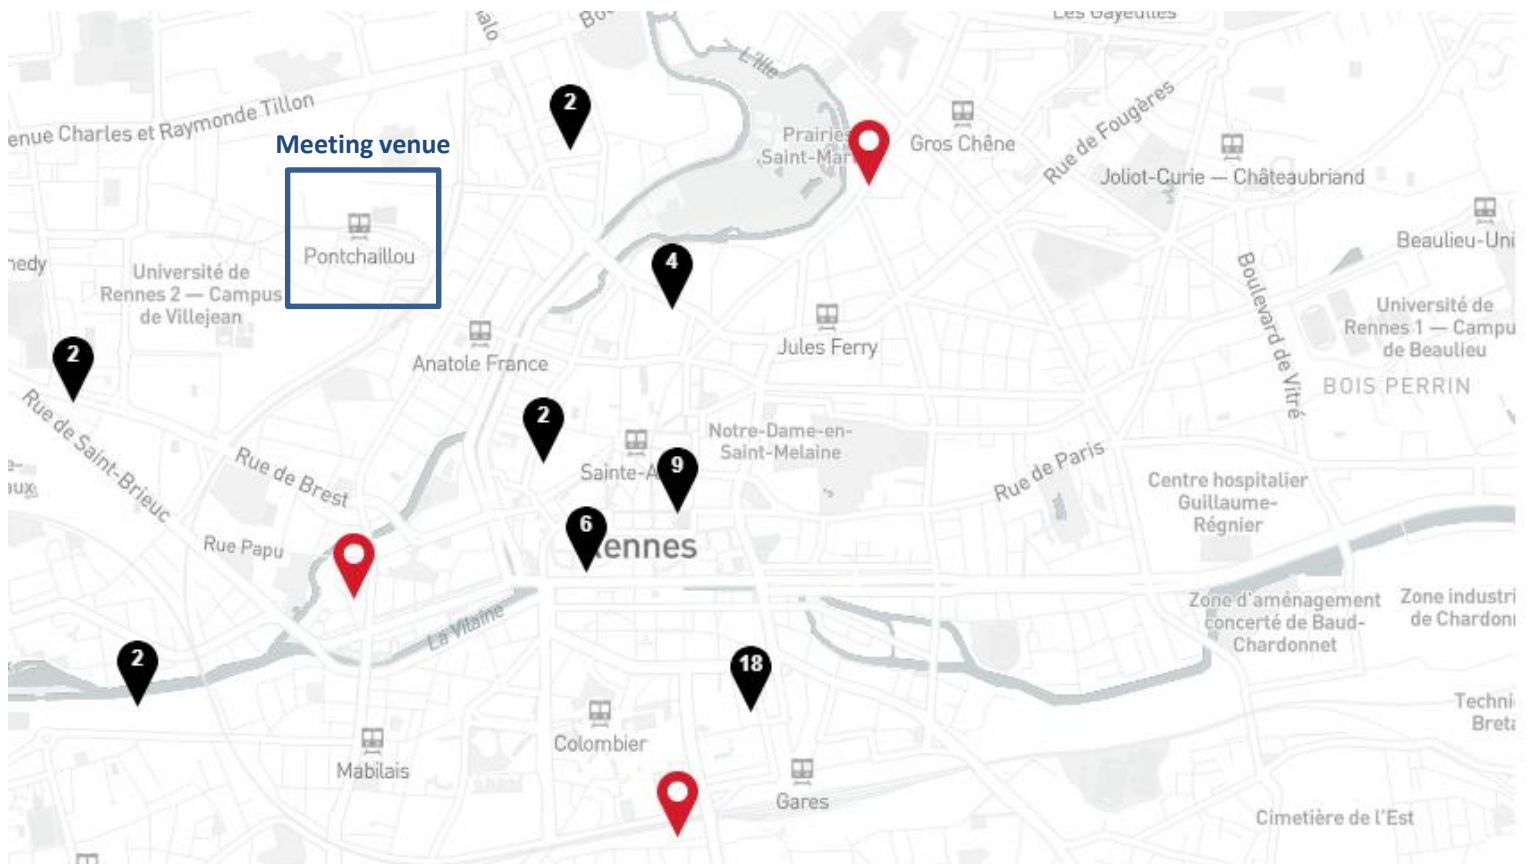 Les Gayeulles
L'Ille
2
enue Charles et Raymonde Tillon
Meeting venue
Prairies
Saint-Mar
Gros Chêne
Rue de Fougères
Joliot-Curie — Châteaubriand
Pontchaillou
4
Beaulieu-Uni
nedy
Université de
Rennes 2 — Campus
de Villejean
Boulevard de Vitré
Université de
Rennes 1 — Campu
de Beaulieu
Anatole France
Jules Ferry
2
BOIS PERRIN
Rue de Saint-Brieuc
2
Notre-Dame-en-
Saint-Melaine
Sainte-A
9
Rue de Brest
Rue de Paris
Centre hospitalier
Guillaume-
Régnier
aux
6
Rennes
Rue Papu
La Vilaine
Zone d'aménagement
concerté de Baud-
Chardonnet
Zone industri
de Chardon
2
18
Techni
Breta
Colombier
Mabilais
Gares
Cimetière de l'Est